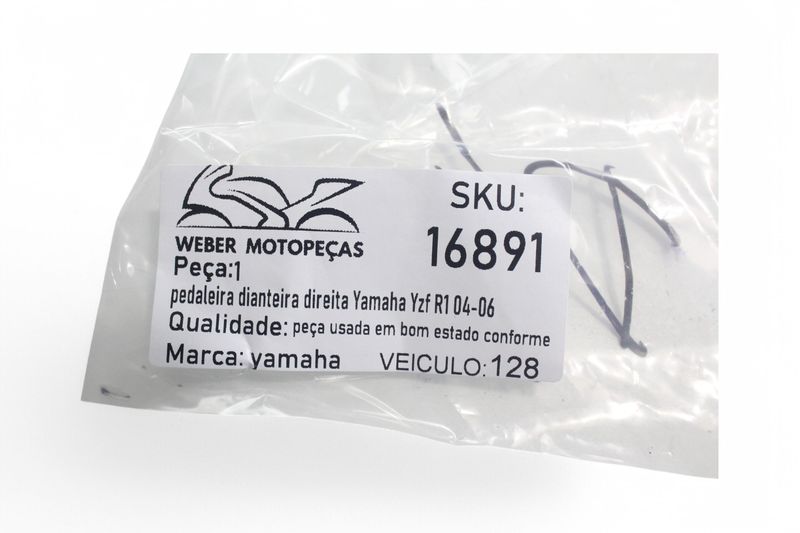 SKU:
16891
WEBER MOTOPEÇAS
Peça:1
pedaleira dianteira direita Yamaha Yzf R1 04-06
Qualidade: peça usada em bom estado conforme
Marca: yamaha VEICULO: 128